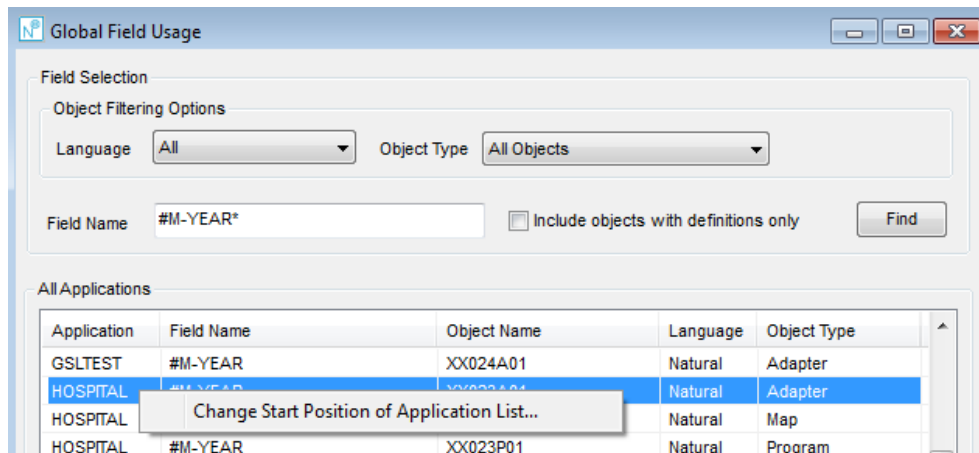 Global Field Usage
Field Selection
Object Filtering Options
Language All Object Type All Objects
Field Name #M-YEAR* Include objects with definitions only Find
All Applications
Application Field Name Object Name Language Object Type
GSLTEST #M-YEAR XX024A01 Natural Adapter
HOSPITAL #M-YEAR XX023A01 Natural Adapter
Change Start Position of Application List...
HOSPITAL Natural Map
HOSPITAL #M-YEAR XX023P01 Natural Program